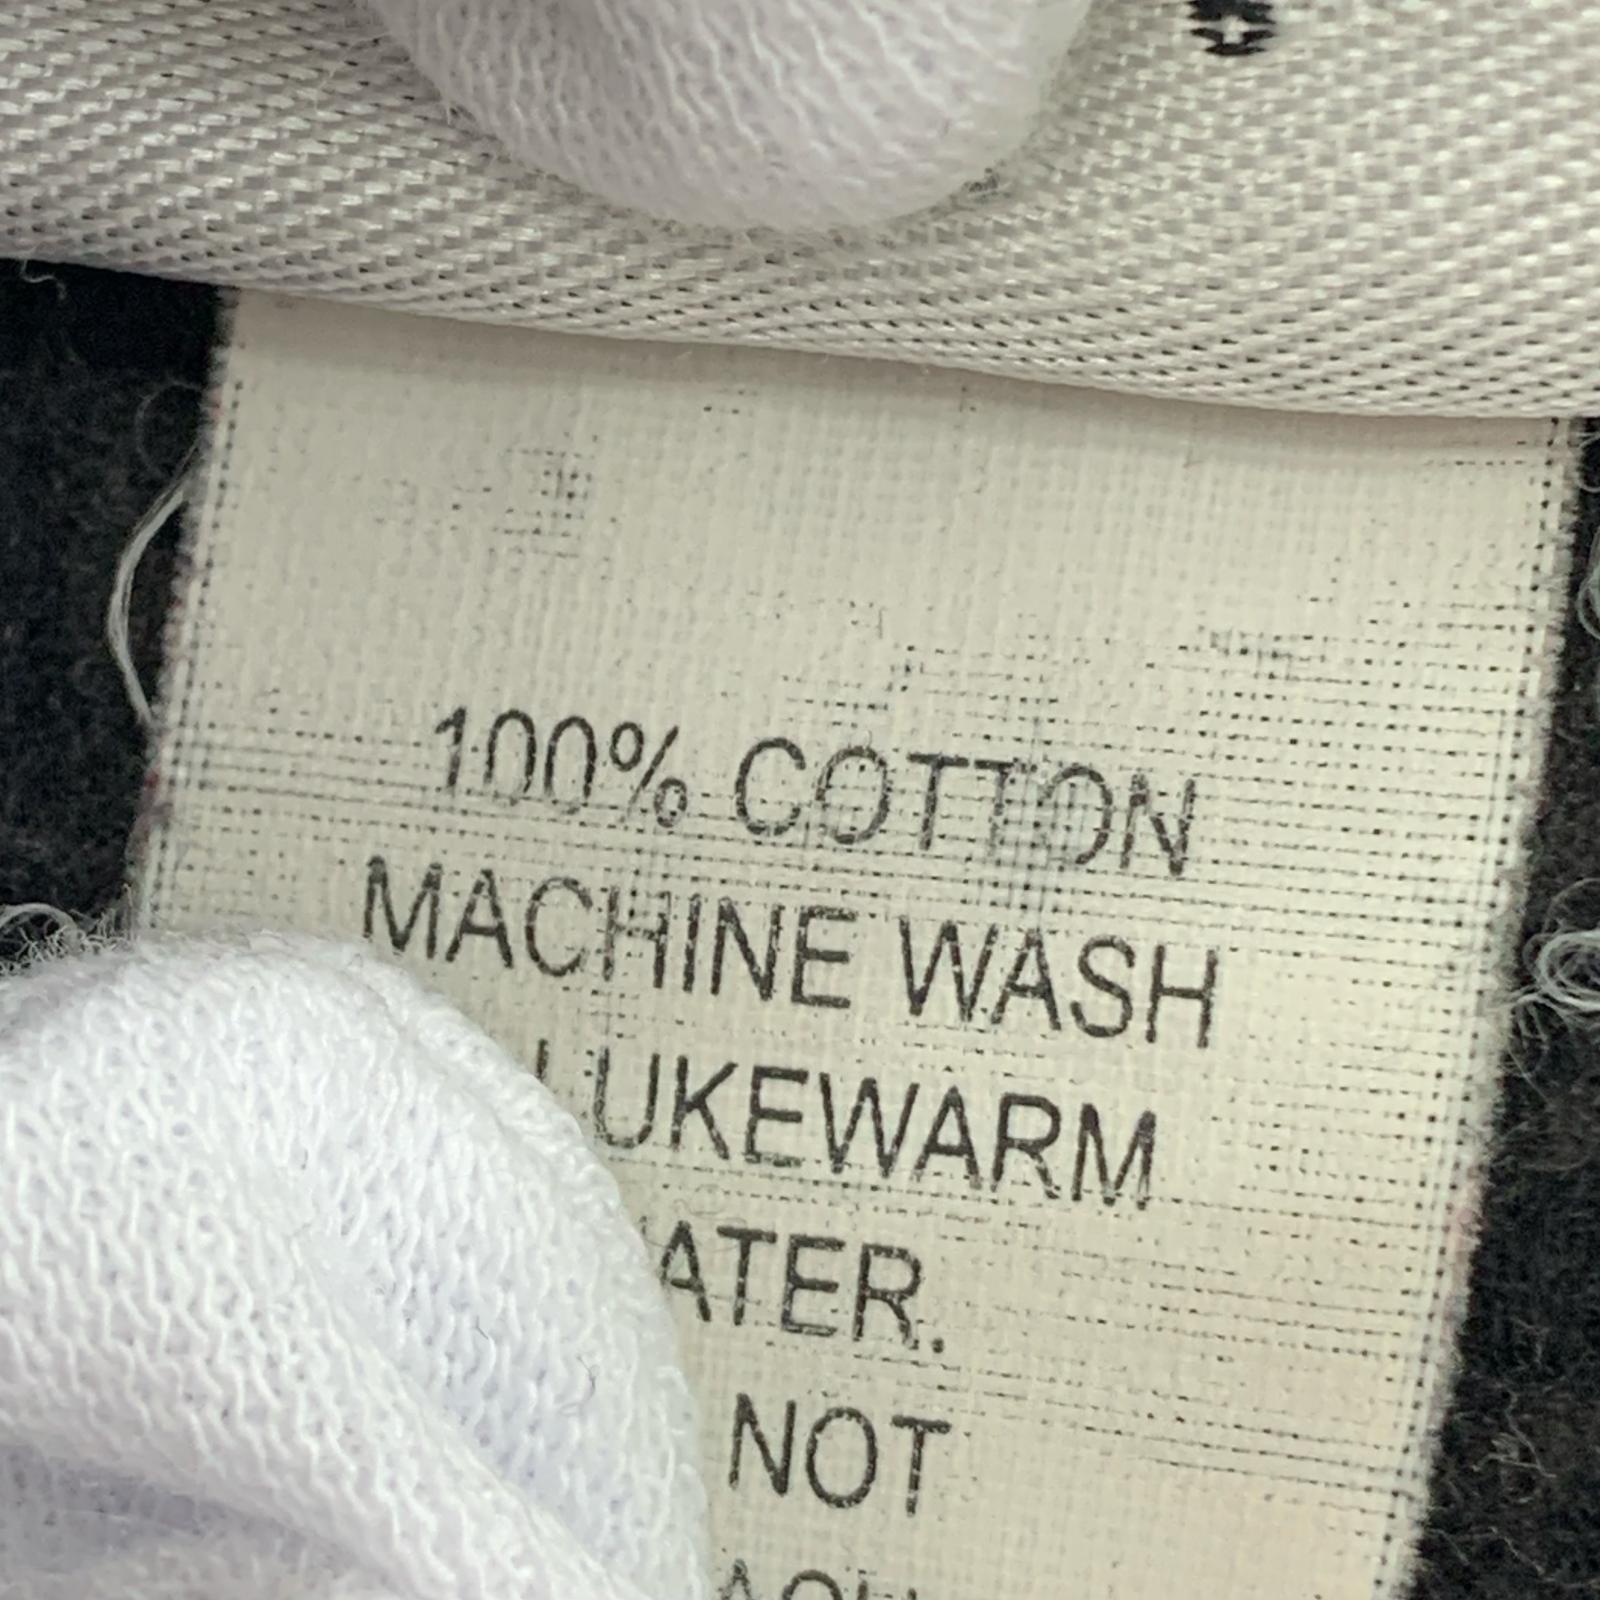 100% COTTON
MACHINE WASH
LUKEWARM
ATER.
NOT